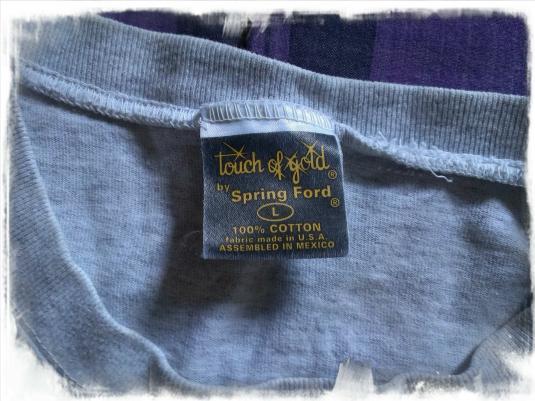 touch of gold®
by
Spring Ford®
L
100% COTTON
fabric made in U.S.A.
ASSEMBLED IN MEXICO